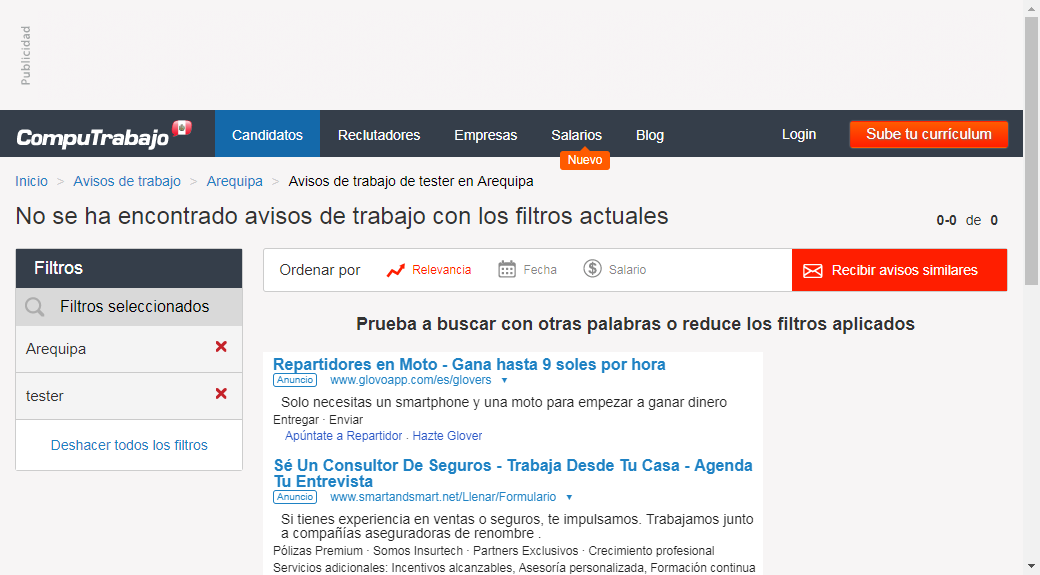 Publicidad
CompuTrabajo
Candidatos
Reclutadores
Empresas
Salarios
Blog
Login
Sube tu currículum
Nuevo
Inicio > Avisos de trabajo > Arequipa > Avisos de trabajo de tester en Arequipa
No se ha encontrado avisos de trabajo con los filtros actuales
0-0 de 0
Filtros
Filtros seleccionados
Arequipa
tester
Deshacer todos los filtros
Ordenar por
Relevancia
Fecha
Salario
Recibir avisos similares
Prueba a buscar con otras palabras o reduce los filtros aplicados
Repartidores en Moto - Gana hasta 9 soles por hora
Anuncio www.glovoapp.com/es/glovers
Solo necesitas un smartphone y una moto para empezar a ganar dinero
Entregar · Enviar
Apúntate a Repartidor . Hazte Glover
Sé Un Consultor De Seguros - Trabaja Desde Tu Casa - Agenda
Tu Entrevista
Anuncio www.smartandsmart.net/Llenar/Formulario
Si tienes experiencia en ventas o seguros, te impulsamos. Trabajamos junto
a compañías aseguradoras de renombre .
Pólizas Premium · Somos Insurtech · Partners Exclusivos · Crecimiento profesional
Servicios adicionales: Incentivos alcanzables, Asesoría personalizada, Formación continua